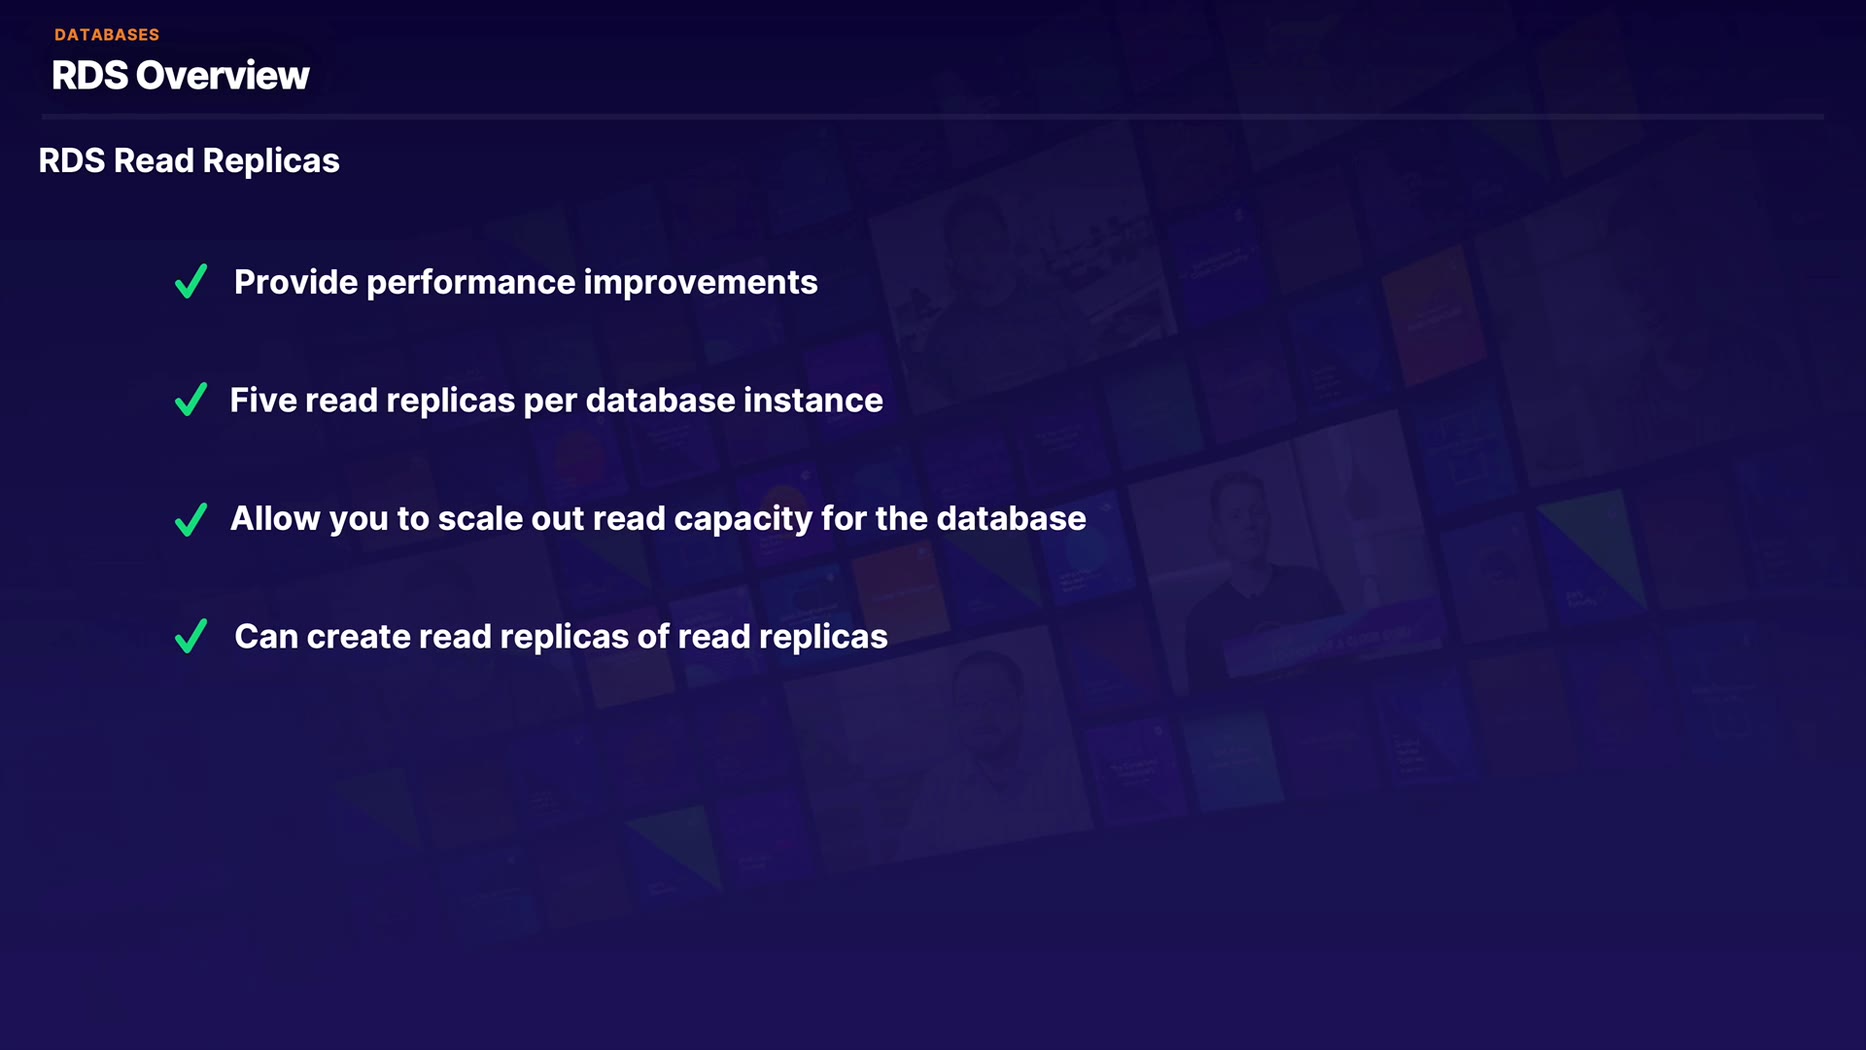 DATABASES
RDS Overview
RDS Read Replicas
Provide performance improvements
Five read replicas per database instance
Allow you to scale out read capacity for the database
Can create read replicas of read replicas